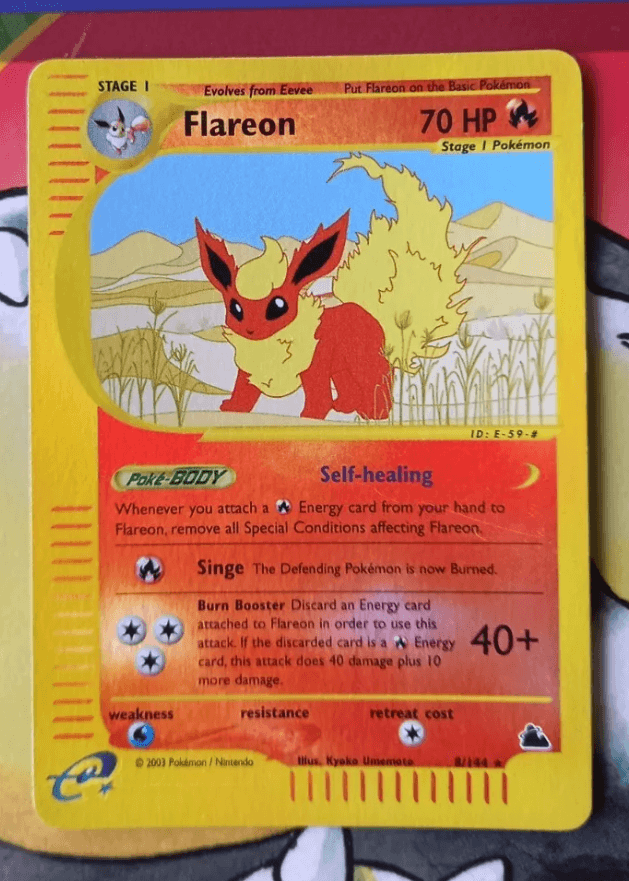 STAGE 1 Evolves from Eevee Put Flareon on the Basic Pokémon
Flareon 70 HP
Stage 1 Pokémon
ID: E-59-#
Poké-BODY Self-healing
Whenever you attach a Energy card from your hand to
Flareon, remove all Special Conditions affecting Flareon.
Singe The Defending Pokémon is now Burned.
Burn Booster Discard an Energy card
attached to Flareon in order to use this
attack. If the discarded card is a Energy
card, this attack does 40 damage plus 10
more damage.
40+
weakness resistance retreat cost
© 2003 Pokémon / Nintendo Illus. Kyoko Umemoto 8/144 ★
e